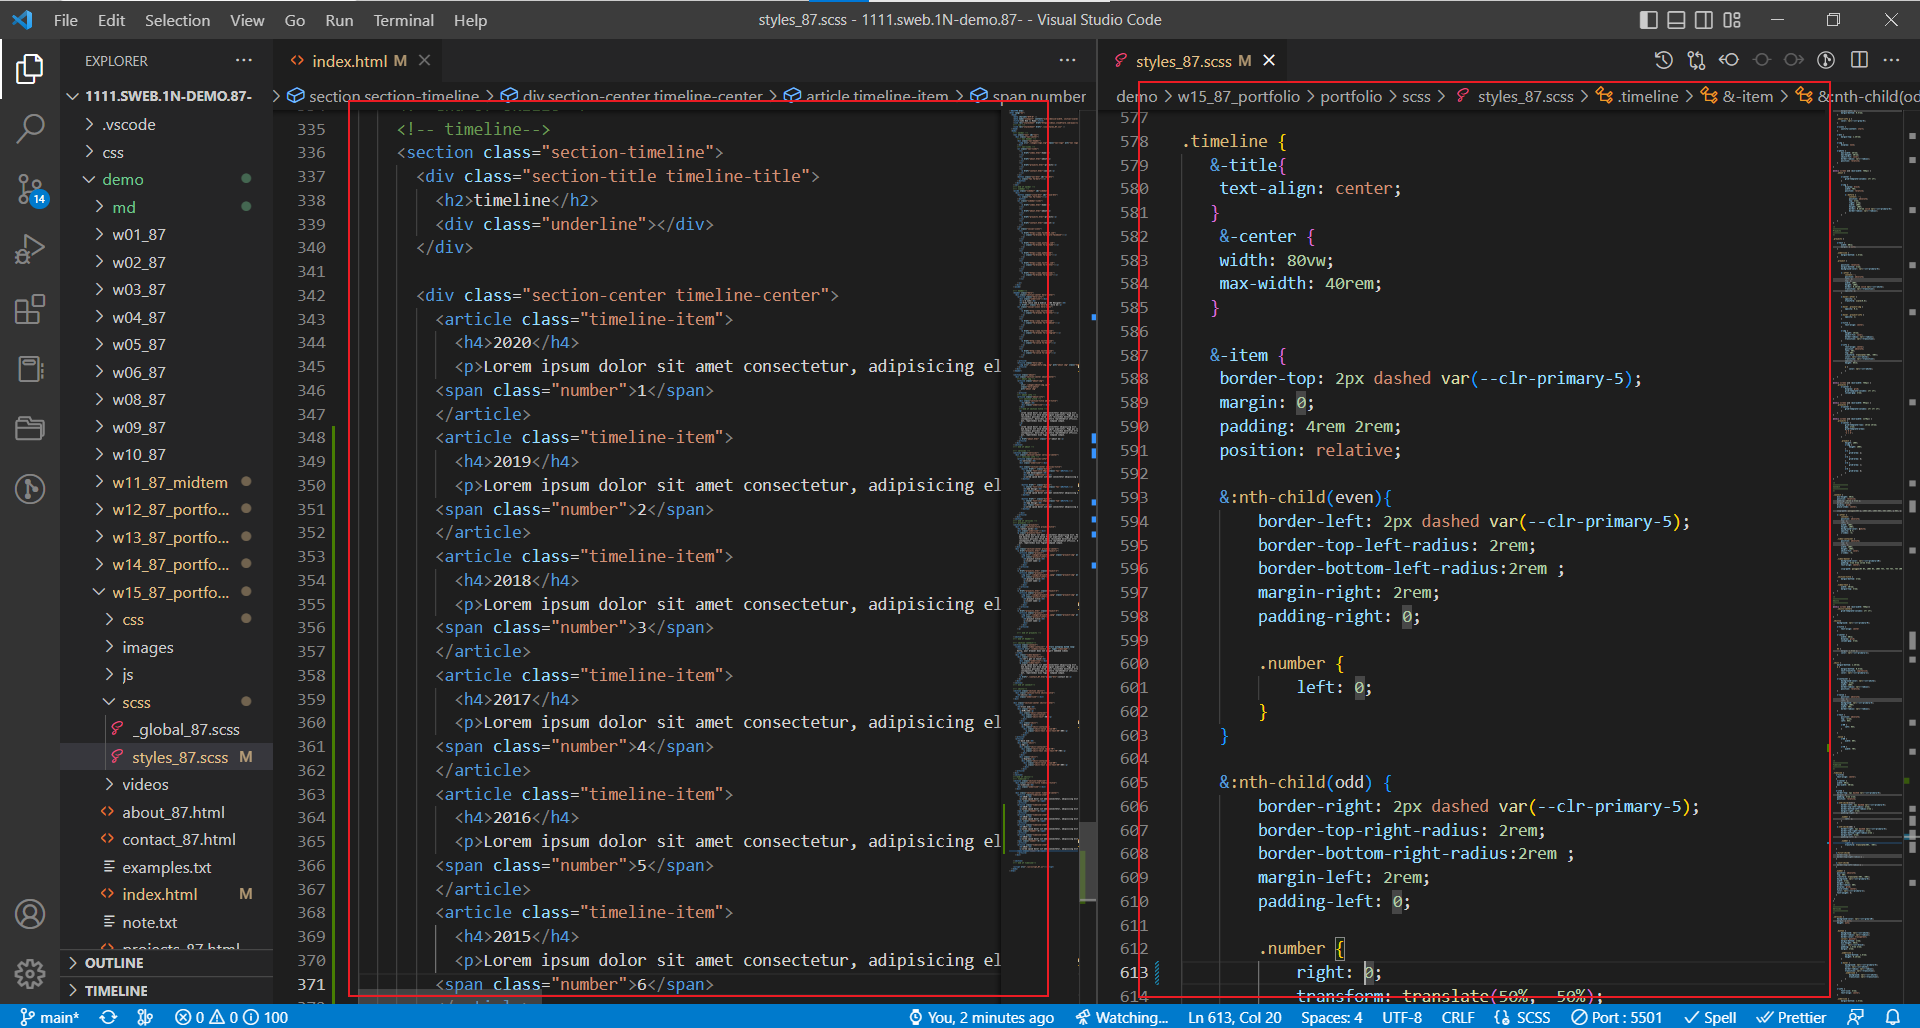 File Edit Selection View Go Run Terminal Help
styles_87.scss - 1111.sweb.1N-demo.87- - Visual Studio Code
EXPLORER
1111.SWEB.1N-DEMO.87-
.vscode
css
demo
md
w01_87
w02_87
w03_87
w04_87
w05_87
w06_87
w08_87
w09_87
w10_87
w11_87_midtem
w12_87_portfo...
w13_87_portfo...
w14_87_portfo...
w15_87_portfo...
css
images
js
scss
_global_87.scss
styles_87.scss M
videos
about_87.html
contact_87.html
examples.txt
index.html M
note.txt
projects_87.html
OUTLINE
TIMELINE
14
index.html M
section.section-timeline > div.section-center.timeline-center > article.timeline-item > span.number
335 <!-- timeline-->
336 <section class="section-timeline">
337 <div class="section-title timeline-title">
338 <h2>timeline</h2>
339 <div class="underline"></div>
340 </div>
341
342 <div class="section-center timeline-center">
343 <article class="timeline-item">
344 <h4>2020</h4>
345 <p>Lorem ipsum dolor sit amet consectetur, adipisicing el
346 <span class="number">1</span>
347 </article>
348 <article class="timeline-item">
349 <h4>2019</h4>
350 <p>Lorem ipsum dolor sit amet consectetur, adipisicing el
351 <span class="number">2</span>
352 </article>
353 <article class="timeline-item">
354 <h4>2018</h4>
355 <p>Lorem ipsum dolor sit amet consectetur, adipisicing el
356 <span class="number">3</span>
357 </article>
358 <article class="timeline-item">
359 <h4>2017</h4>
360 <p>Lorem ipsum dolor sit amet consectetur, adipisicing el
361 <span class="number">4</span>
362 </article>
363 <article class="timeline-item">
364 <h4>2016</h4>
365 <p>Lorem ipsum dolor sit amet consectetur, adipisicing el
366 <span class="number">5</span>
367 </article>
368 <article class="timeline-item">
369 <h4>2015</h4>
370 <p>Lorem ipsum dolor sit amet consectetur, adipisicing el
371 <span class="number">6</span>
styles_87.scss M
demo > w15_87_portfolio > portfolio > scss > styles_87.scss > .timeline > &-item > &:nth-child(od
577
578 .timeline {
579 &-title{
580 text-align: center;
581 }
582 &-center {
583 width: 80vw;
584 max-width: 40rem;
585 }
586
587 &-item {
588 border-top: 2px dashed var(--clr-primary-5);
589 margin: 0;
590 padding: 4rem 2rem;
591 position: relative;
592
593 &:nth-child(even){
594 border-left: 2px dashed var(--clr-primary-5);
595 border-top-left-radius: 2rem;
596 border-bottom-left-radius:2rem ;
597 margin-right: 2rem;
598 padding-right: 0;
599
600 .number {
601 left: 0;
602 }
603 }
604
605 &:nth-child(odd) {
606 border-right: 2px dashed var(--clr-primary-5);
607 border-top-right-radius: 2rem;
608 border-bottom-right-radius:2rem ;
609 margin-left: 2rem;
610 padding-left: 0;
611
612 .number {
613 right: 0;
614 transform: translate(50%, -50%);
main* 0 0 100 You, 2 minutes ago Watching... Ln 613, Col 20 Spaces: 4 UTF-8 CRLF SCSS Port : 5501 Spell Prettier